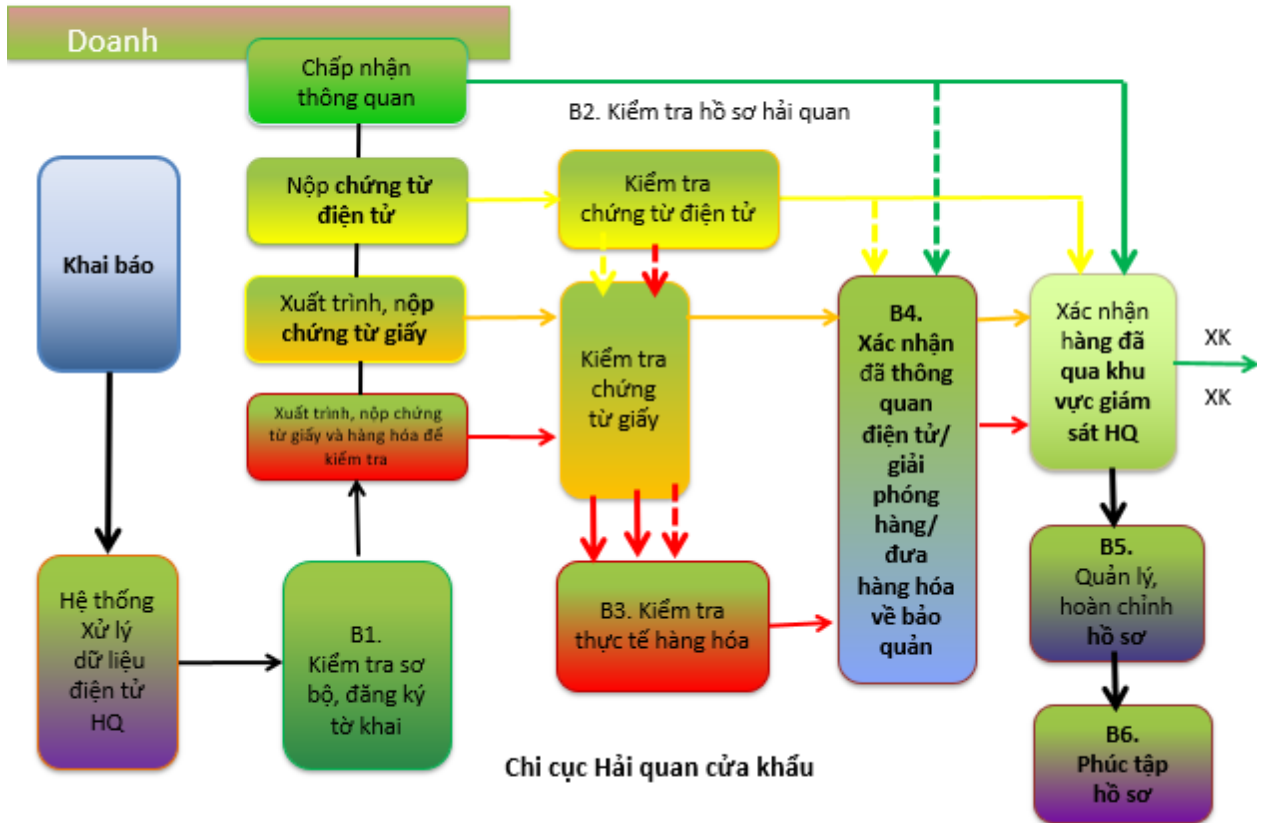 Doanh
Chấp nhận
thông quan
B2. Kiểm tra hồ sơ hải quan
Khai báo
Nộp chứng từ
điện tử
Kiểm tra
chứng từ điện tử
Xuất trình, nộp
chứng từ giấy
Kiểm tra
chứng
từ giấy
Xuất trình, nộp chứng
từ giấy và hàng hóa để
kiểm tra
B4.
Xác nhận
đã thông
quan
điện tử/
giải
phóng
hàng/
đưa
hàng hóa
về bảo
quản
Xác nhận
hàng đã
qua khu
vực giám
sát HQ
XK
XK
Hệ thống
Xử lý
dữ liệu
điện tử
HQ
B1.
Kiểm tra sơ
bộ, đăng ký
tờ khai
B3. Kiểm tra
thực tế hàng hóa
B5.
Quản lý,
hoàn chỉnh
hồ sơ
B6.
Phúc tập
hồ sơ
Chi cục Hải quan cửa khẩu